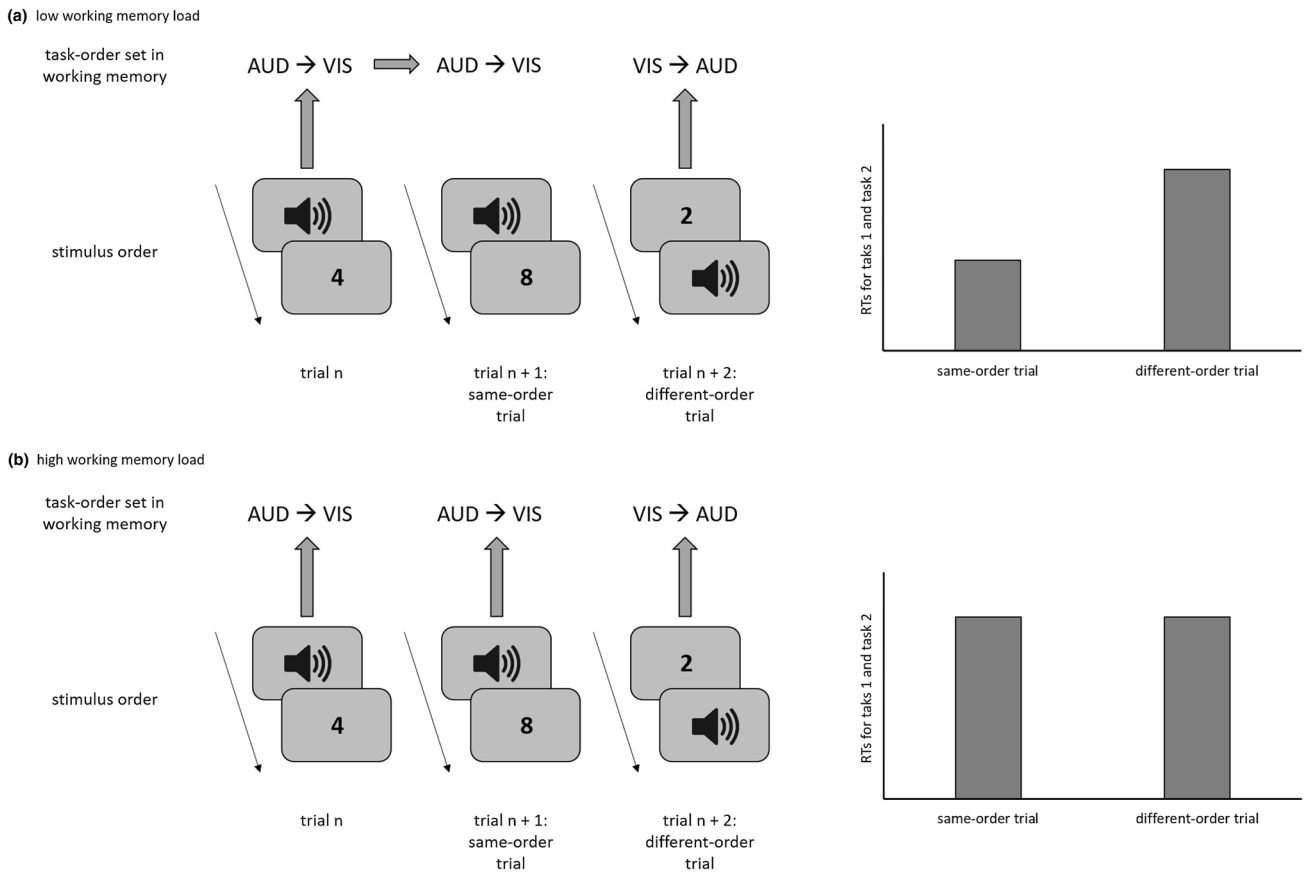 (a) low working memory load
task-order set in
working memory
AUD → VIS
AUD → VIS
VIS → AUD
stimulus order
4
8
2
trial n
trial n + 1:
same-order
trial
trial n + 2:
different-order
trial
RTs for taks 1 and task 2
same-order trial
different-order trial
(b) high working memory load
task-order set in
working memory
AUD → VIS
AUD → VIS
VIS → AUD
stimulus order
4
8
2
trial n
trial n + 1:
same-order
trial
trial n + 2:
different-order
trial
RTs for taks 1 and task 2
same-order trial
different-order trial